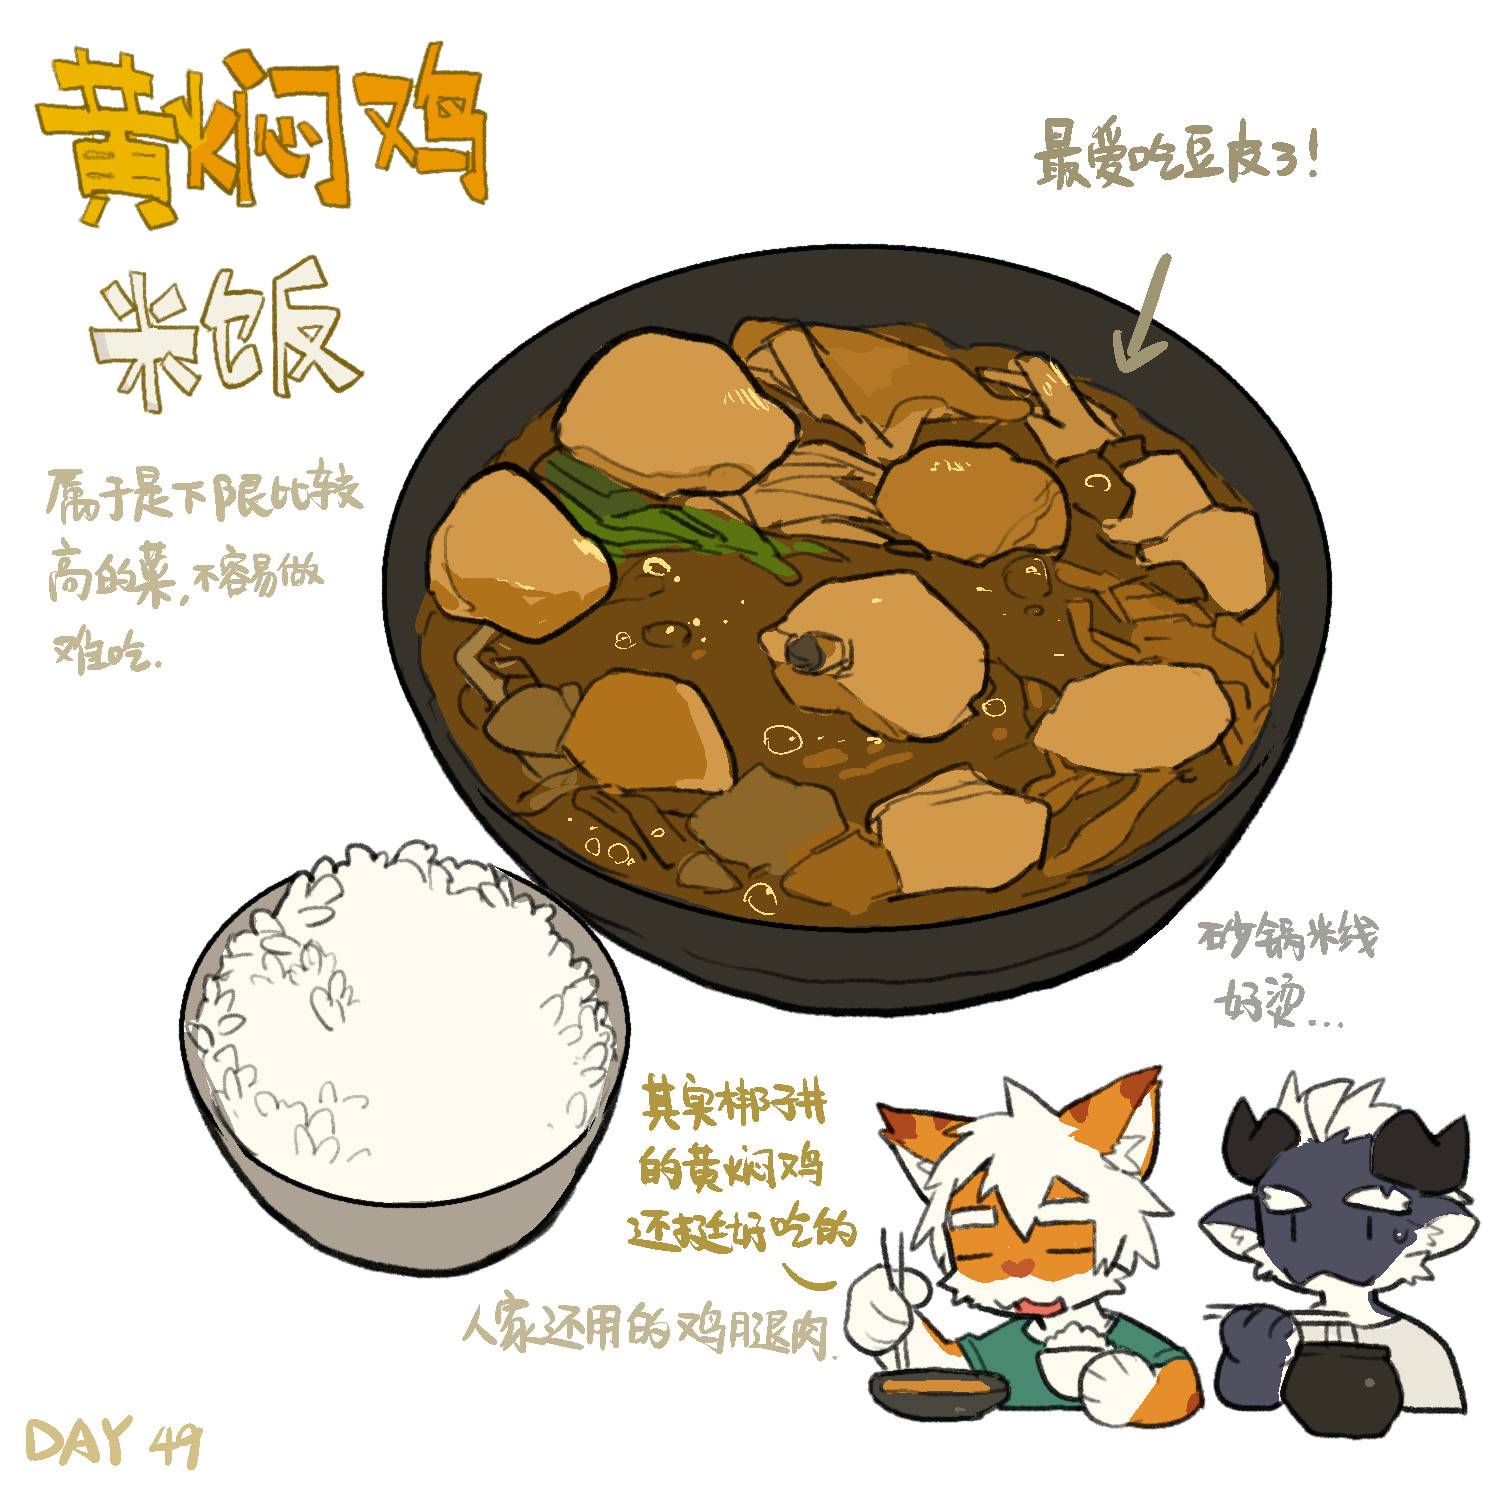 黄焖鸡
米饭
最爱吃豆皮了!
属于是下限比较
高的菜,不容易做
难吃.
砂锅米线
好烫...
其实梆子井
的黄焖鸡
还挺好吃的
人家还用的鸡腿肉.
DAY 49